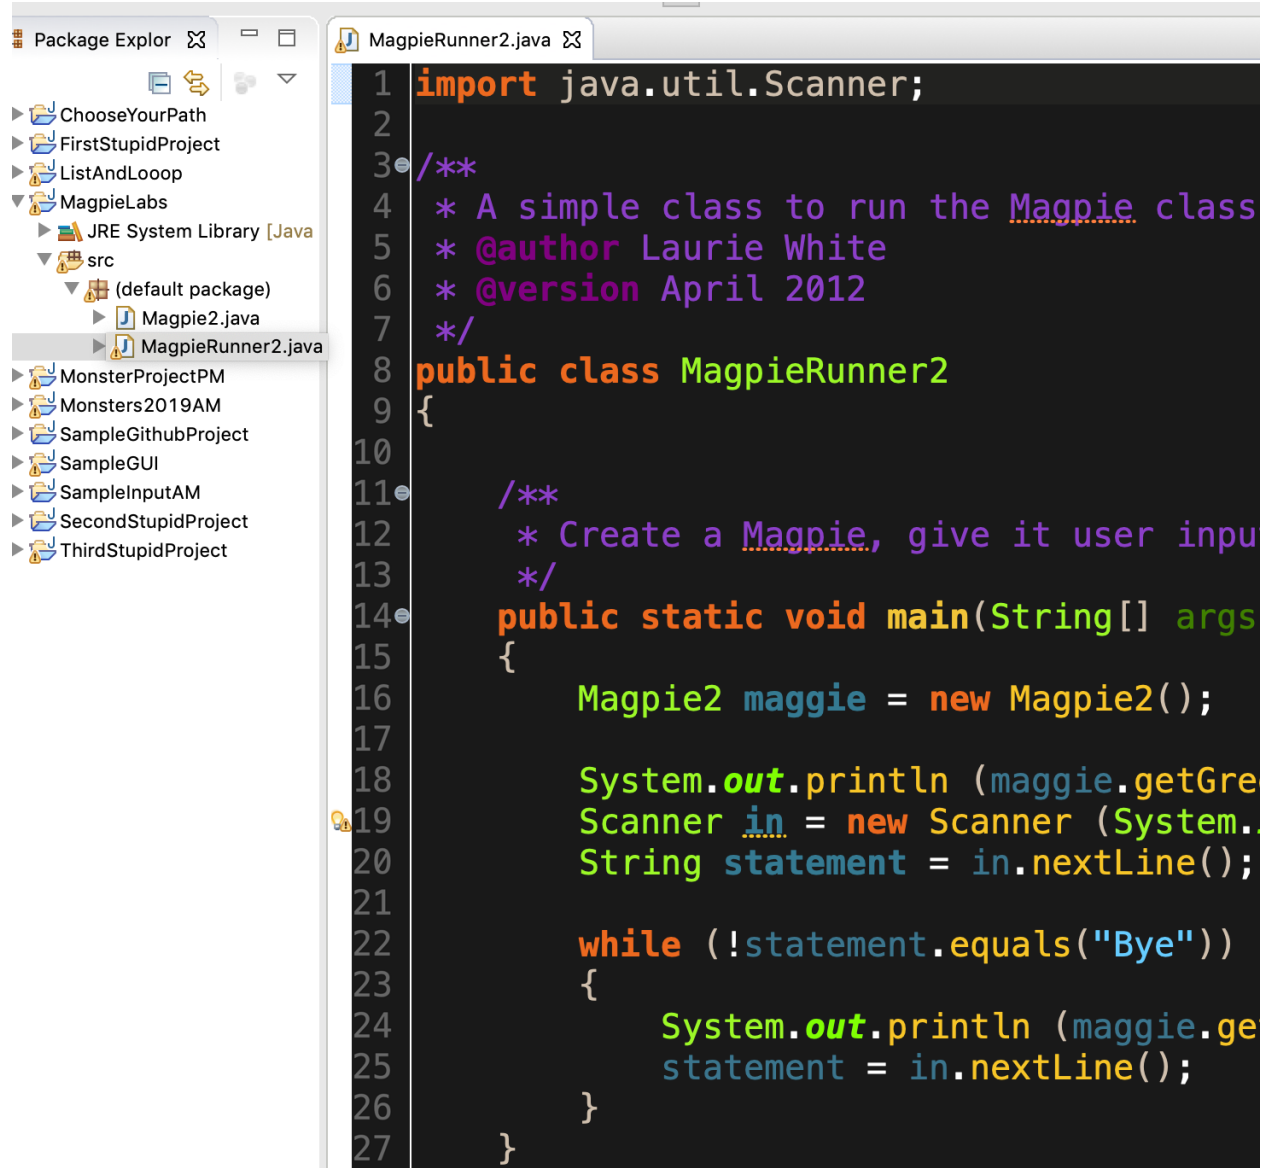 Package Explor
ChooseYourPath
FirstStupidProject
ListAndLooop
MagpieLabs
JRE System Library [Java
src
(default package)
Magpie2.java
MagpieRunner2.java
MonsterProjectPM
Monsters2019AM
SampleGithubProject
SampleGUI
SampleInputAM
SecondStupidProject
ThirdStupidProject
MagpieRunner2.java
1 import java.util.Scanner;
2
3 /**
4 * A simple class to run the Magpie class
5 * @author Laurie White
6 * @version April 2012
7 */
8 public class MagpieRunner2
9 {
10
11 /**
12 * Create a Magpie, give it user inpu
13 */
14 public static void main(String[] args
15 {
16 Magpie2 maggie = new Magpie2();
17
18 System.out.println (maggie.getGre
19 Scanner in = new Scanner (System.
20 String statement = in.nextLine();
21
22 while (!statement.equals("Bye"))
23 {
24 System.out.println (maggie.ge
25 statement = in.nextLine();
26 }
27 }